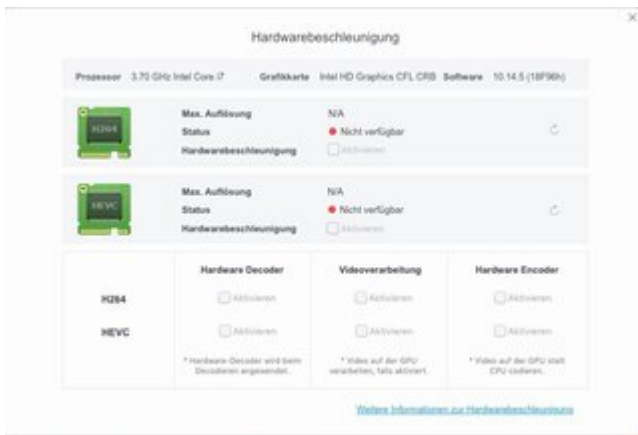 Hardwarebeschleunigung
Prozessor 3.70 GHz Intel Core i7 Grafikkarte Intel HD Graphics CFL CRB Software 10.14.5 (18F96h)
H264
Max. Auflösung N/A
Status Nicht verfügbar
Hardwarebeschleunigung Aktivieren
HEVC
Max. Auflösung N/A
Status Nicht verfügbar
Hardwarebeschleunigung Aktivieren
Hardware Decoder Videoverarbeitung Hardware Encoder
H264 Aktivieren Aktivieren Aktivieren
HEVC Aktivieren Aktivieren Aktivieren
* Hardware-Decoder wird beim * Video auf der GPU * Video auf der GPU statt
Decodieren angewendet. verarbeiten, falls aktiviert. CPU codieren.
Weitere Informationen zur Hardwarebeschleunigung